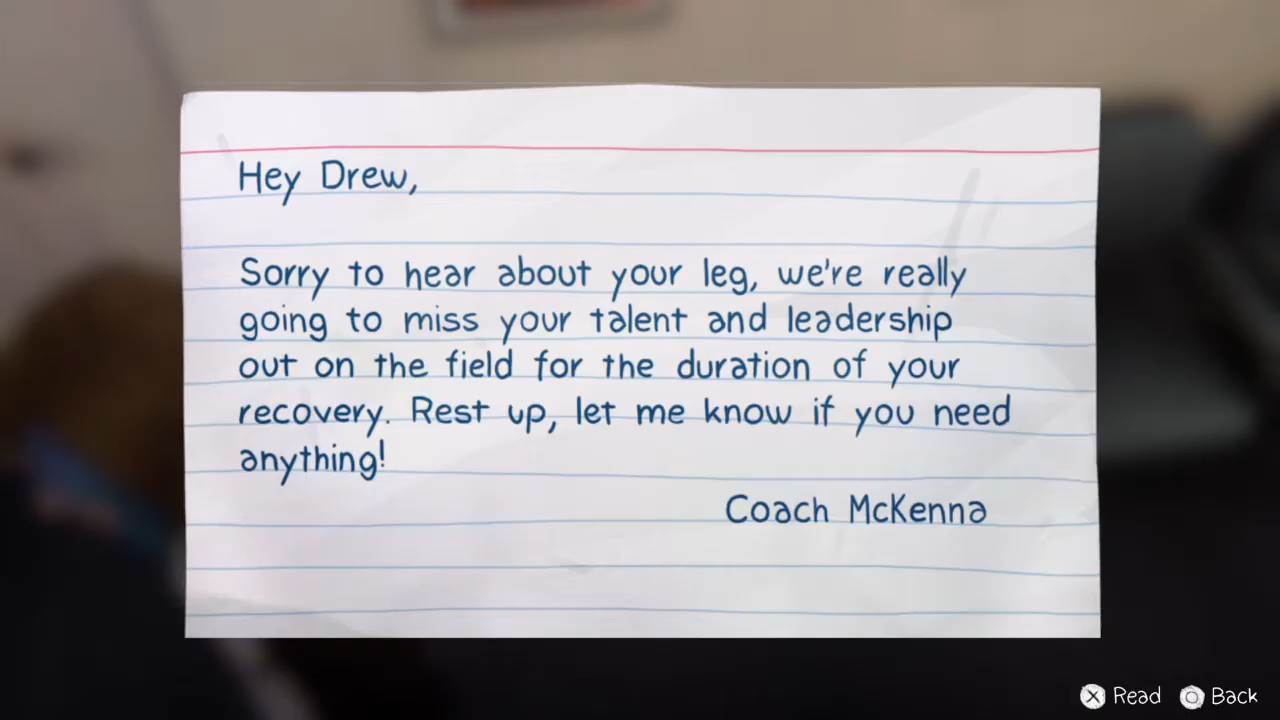 Hey Drew,
Sorry to hear about your leg, we're really
going to miss your talent and leadership
out on the field for the duration of your
recovery. Rest up, let me know if you need
anything!
Coach McKenna
Read Back